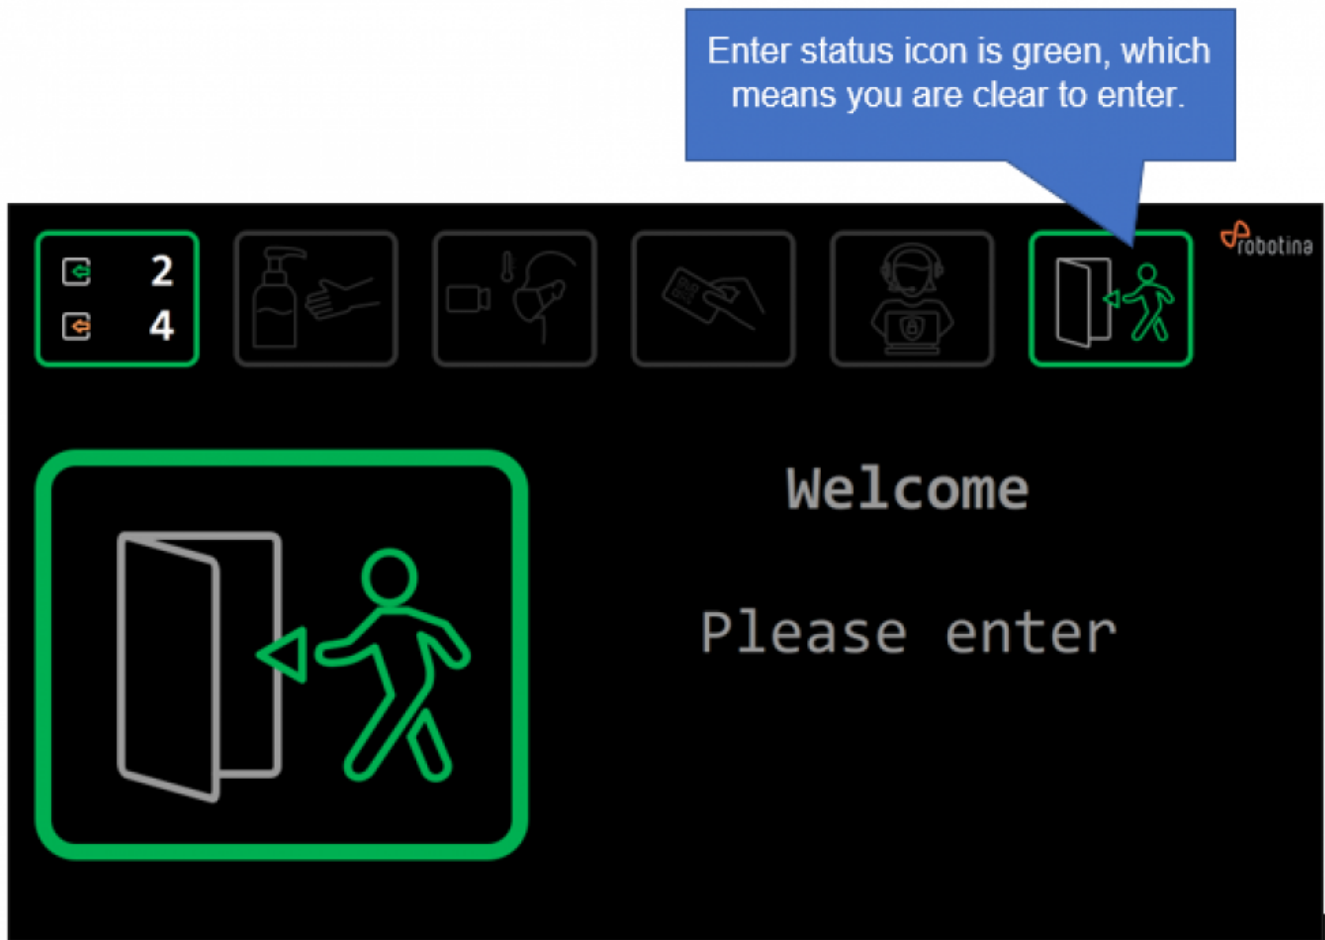 Enter status icon is green, which
means you are clear to enter.
2
4
robotina
Welcome
Please enter